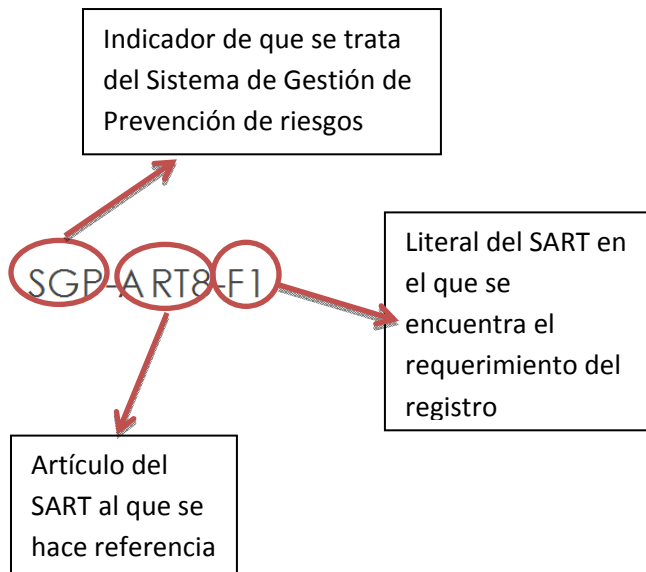 Indicador de que se trata
del Sistema de Gestión de
Prevención de riesgos
SGP-ART8-F1
Literal del SART en
el que se
encuentra el
requerimiento del
registro
Artículo del
SART al que se
hace referencia